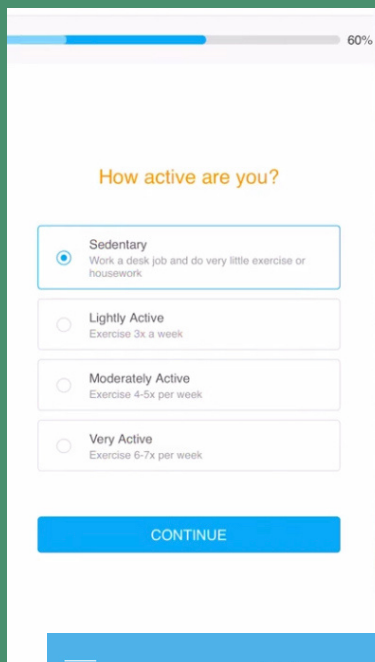 60%
How active are you?
Sedentary
Work a desk job and do very little exercise or
housework
Lightly Active
Exercise 3x a week
Moderately Active
Exercise 4-5x per week
Very Active
Exercise 6-7x per week
CONTINUE